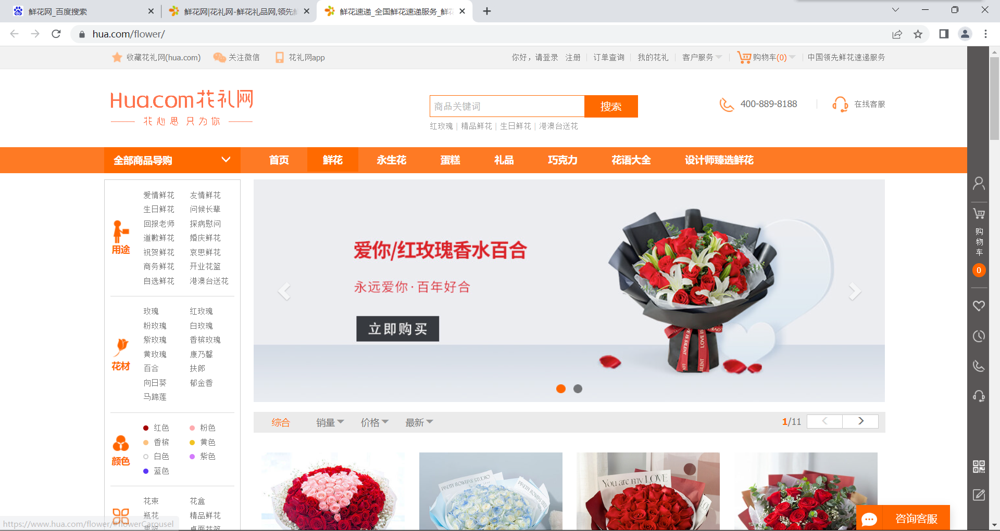 鲜花网_百度搜索
鲜花网|花礼网-鲜花礼品网,领先
鲜花速递_全国鲜花速递服务_鲜花
hua.com/flower/
收藏花礼网(hua.com) 关注微信 花礼网app
你好，请登录 注册 订单查询 我的花礼 客户服务 购物车(0) 中国领先鲜花速递服务
Hua.com花礼网
花心思 只为你
商品关键词 搜索
红玫瑰 | 精品鲜花 | 生日鲜花 | 港澳台送花
400-889-8188 在线客服
全部商品导购 首页 鲜花 永生花 蛋糕 礼品 巧克力 花语大全 设计师臻选鲜花
用途
爱情鲜花 友情鲜花
生日鲜花 问候长辈
回报老师 探病慰问
道歉鲜花 婚庆鲜花
祝贺鲜花 哀思鲜花
商务鲜花 开业花篮
自选鲜花 港澳台送花
花材
玫瑰 红玫瑰
粉玫瑰 白玫瑰
紫玫瑰 香槟玫瑰
黄玫瑰 康乃馨
百合 扶郎
向日葵 郁金香
马蹄莲
颜色
红色 粉色
香槟 黄色
白色 紫色
蓝色
花束 花盒
瓶花 精品鲜花
果篮 桌面花篮
爱你/红玫瑰香水百合
永远爱你·百年好合
立即购买
LOVE IS SILENT
综合 销量 价格 最新
1/11
PRETTY FLOWER'S STUDIO
PRETTY FLOWER'S STUDIO
You are my LOVE
购
物
车
0
咨询客服
https://www.hua.com/flower/#flowerCarousel